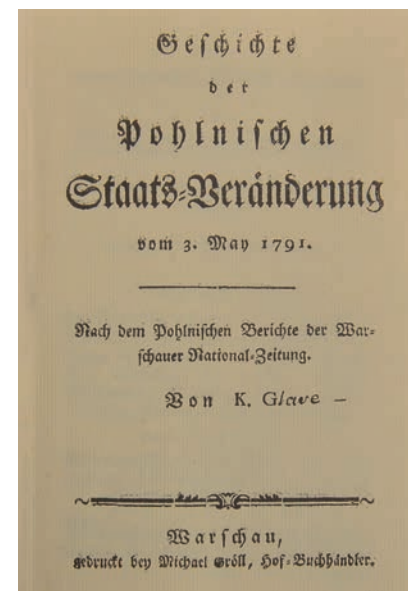 Geschichte
der
Pohlnischen
Staats-Veränderung
vom 3. May 1791.
Nach dem Pohlnischen Berichte der War-
schauer National-Zeitung.
Von K. Glave –
Warschau,
gedruckt bey Michael Gröll, Hof-Buchhändler.